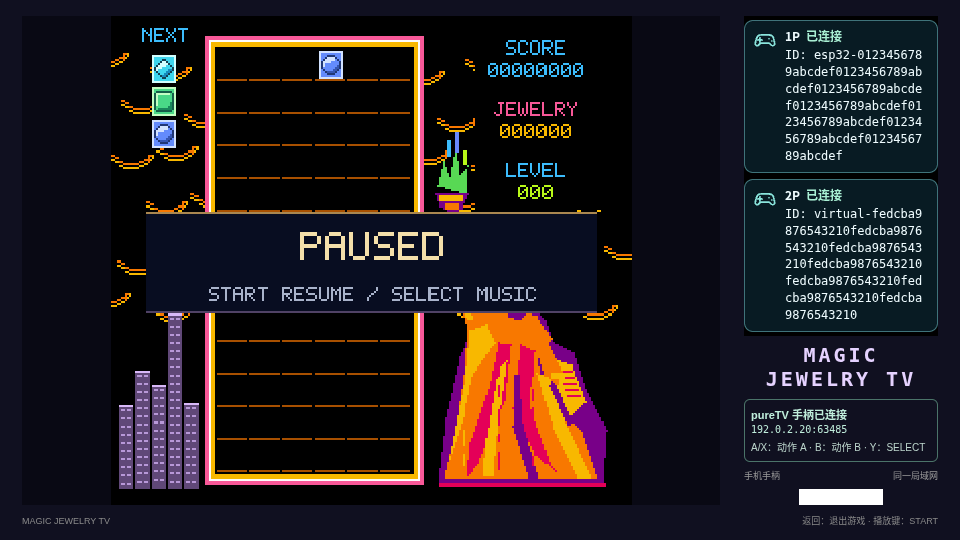 NEXT
SCORE
00000000
JEWELRY
000000
LEVEL
000
PAUSED
START RESUME / SELECT MUSIC
1P 已连接
ID: esp32-012345678
9abcdef0123456789ab
cdef0123456789abcde
f0123456789abcdef01
23456789abcdef01234
56789abcdef01234567
89abcdef
2P 已连接
ID: virtual-fedcba9
876543210fedcba9876
543210fedcba9876543
210fedcba9876543210
fedcba9876543210fed
cba9876543210fedcba
9876543210
MAGIC
JEWELRY TV
pureTV 手柄已连接
192.0.2.20:63485
A/X: 动作 A · B: 动作 B · Y: SELECT
手机手柄 同一局域网
MAGIC JEWELRY TV
返回: 退出游戏 · 播放键: START